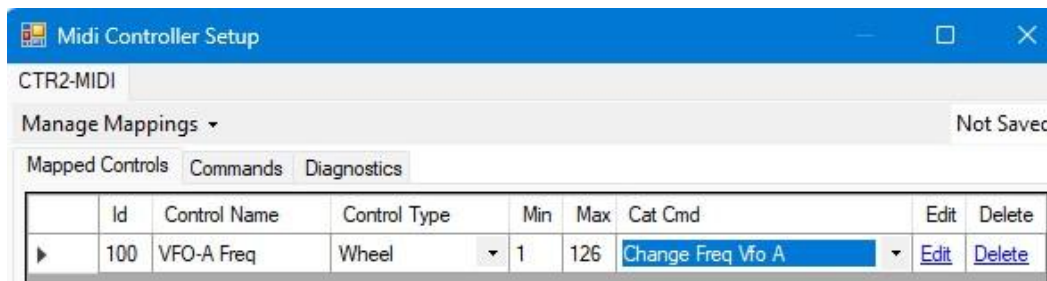 Midi Controller Setup
CTR2-MIDI
Manage Mappings Not Saved
Mapped Controls Commands Diagnostics
Id Control Name Control Type Min Max Cat Cmd Edit Delete
100 VFO-A Freq Wheel 1 126 Change Freq Vfo A Edit Delete